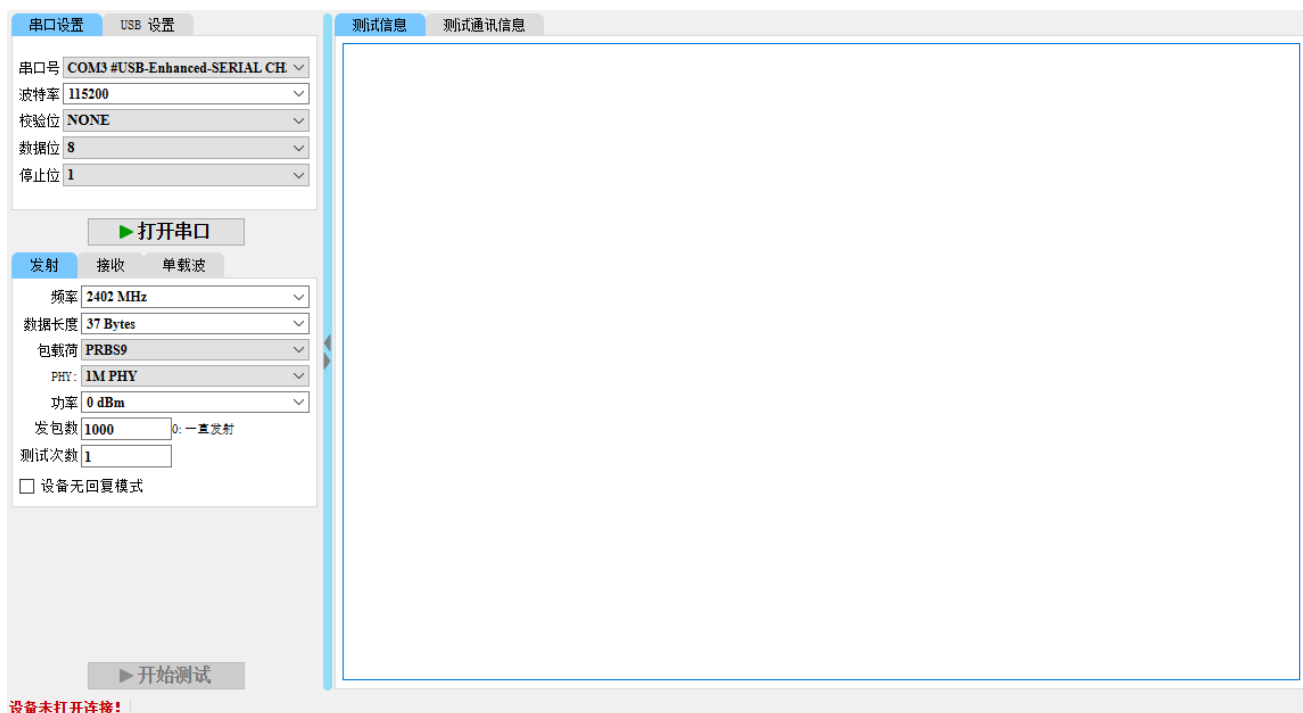 串口设置 USB 设置 测试信息 测试通讯信息
串口号 COM3 #USB-Enhanced-SERIAL CH
波特率 115200
校验位 NONE
数据位 8
停止位 1
打开串口
发射 接收 单载波
频率 2402 MHz
数据长度 37 Bytes
包载荷 PRBS9
PHY: 1M PHY
功率 0 dBm
发包数 1000 0: 一直发射
测试次数 1
设备无回复模式
开始测试
设备未打开连接!